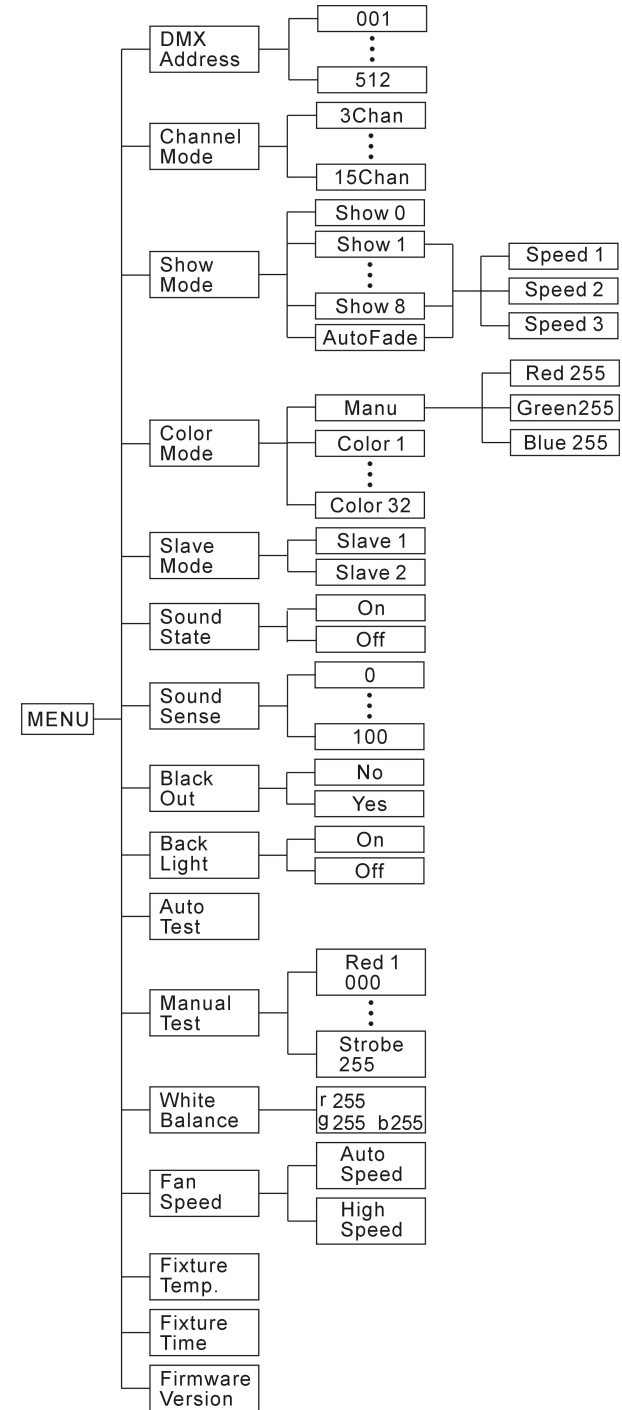 DMX
Address
001
512
Channel
Mode
3Chan
15Chan
Show
Mode
Show 0
Show 1
Show 8
AutoFade
Speed 1
Speed 2
Speed 3
Color
Mode
Manu
Color 1
Color 32
Red 255
Green255
Blue 255
Slave
Mode
Slave 1
Slave 2
Sound
State
On
Off
MENU
Sound
Sense
0
100
Black
Out
No
Yes
Back
Light
On
Off
Auto
Test
Manual
Test
Red 1
000
Strobe
255
White
Balance
r 255
g 255 b255
Fan
Speed
Auto
Speed
High
Speed
Fixture
Temp.
Fixture
Time
Firmware
Version